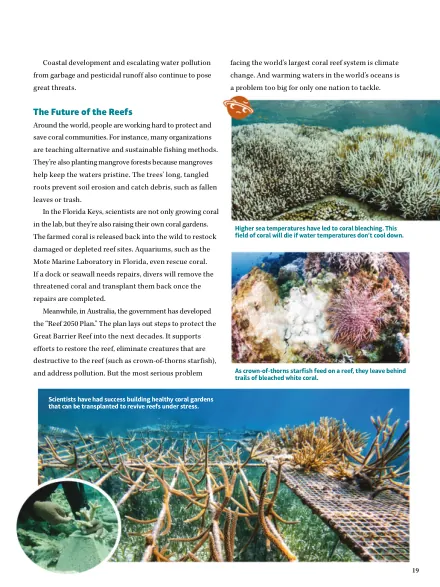 Coastal development and escalating water pollution
from garbage and pesticidal runoff also continue to pose
great threats.
The Future of the Reefs
Around the world, people are working hard to protect and
save coral communities. For instance, many organizations
are teaching alternative and sustainable fishing methods.
They're also planting mangrove forests because mangroves
help keep the waters pristine. The trees' long, tangled
roots prevent soil erosion and catch debris, such as fallen
leaves or trash.
In the Florida Keys, scientists are not only growing coral
in the lab, but they're also raising their own coral gardens.
The farmed coral is released back into the wild to restock
damaged or depleted reef sites. Aquariums, such as the
Mote Marine Laboratory in Florida, even rescue coral.
If a dock or seawall needs repairs, divers will remove the
threatened coral and transplant them back once the
repairs are completed.
Meanwhile, in Australia, the government has developed
the "Reef 2050 Plan." The plan lays out steps to protect the
Great Barrier Reef into the next decades. It supports
efforts to restore the reef, eliminate creatures that are
destructive to the reef (such as crown-of-thorns starfish),
and address pollution. But the most serious problem
facing the world's largest coral reef system is climate
change. And warming waters in the world's oceans is
a problem too big for only one nation to tackle.
Higher sea temperatures have led to coral bleaching. This
field of coral will die if water temperatures don't cool down.
As crown-of-thorns starfish feed on a reef, they leave behind
trails of bleached white coral.
Scientists have had success building healthy coral gardens
that can be transplanted to revive reefs under stress.
19